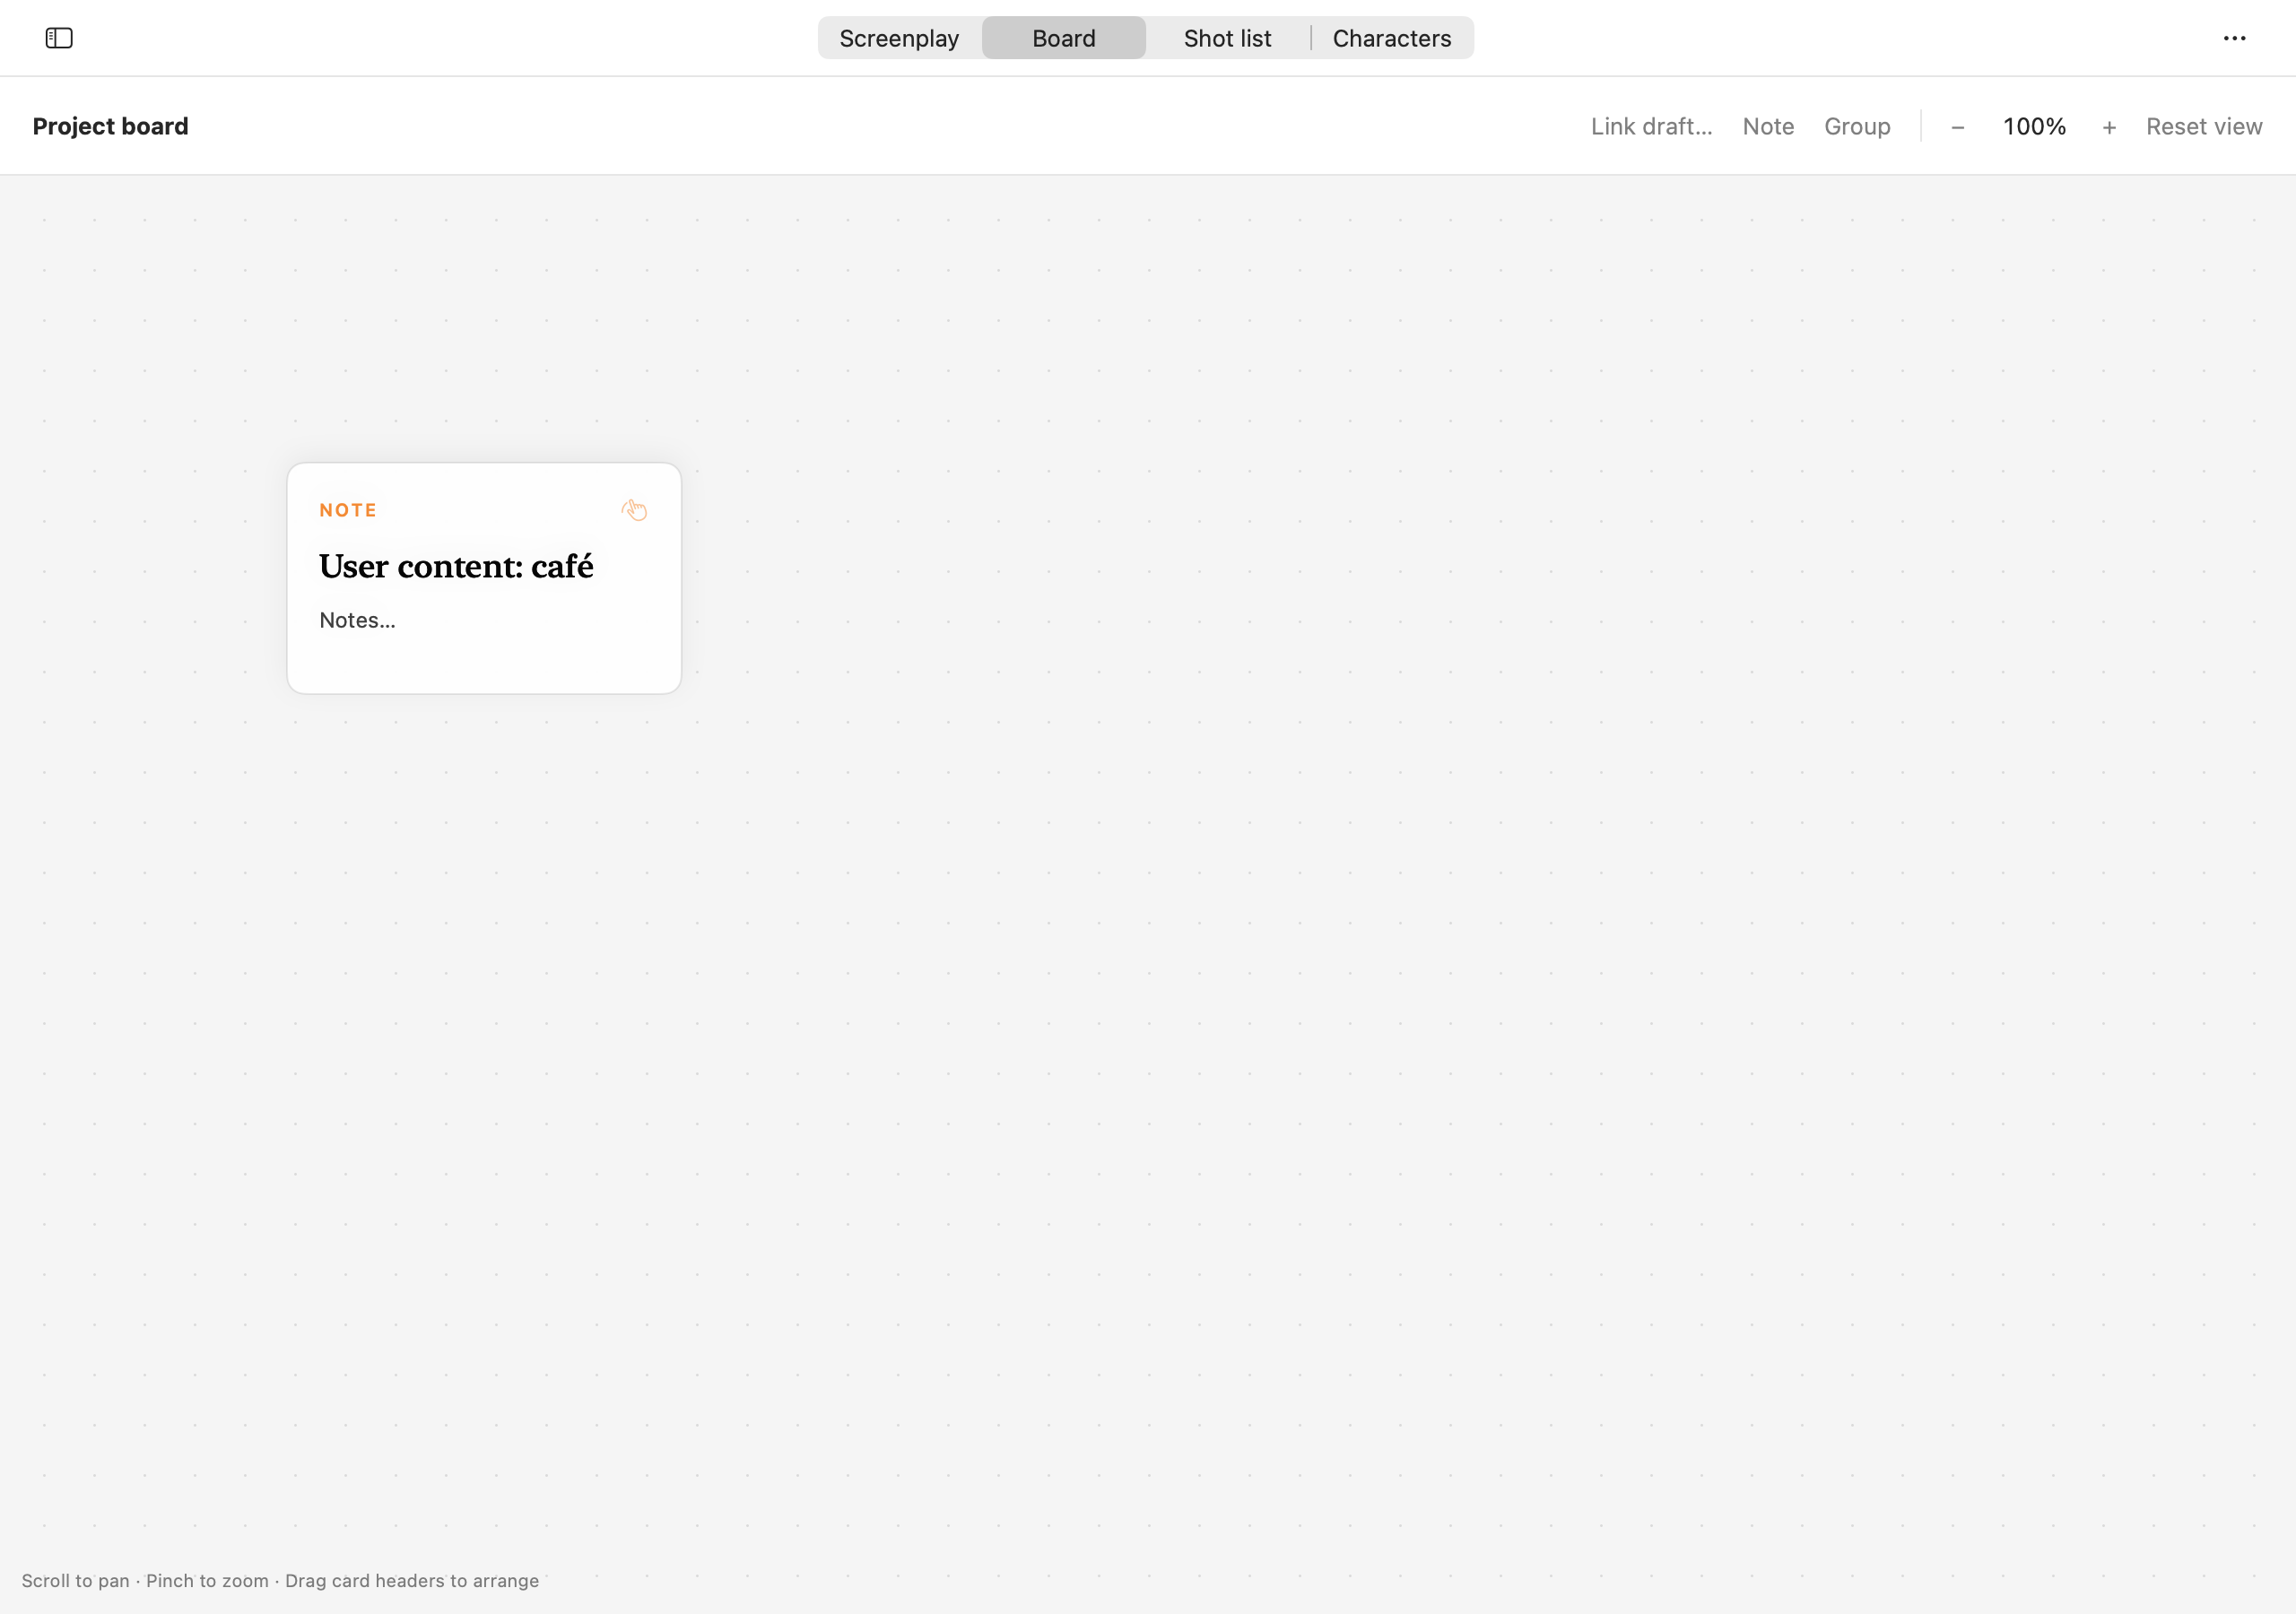 Screenplay Board Shot list Characters
Project board Link draft... Note Group − 100% + Reset view
NOTE
User content: café
Notes...
Scroll to pan · Pinch to zoom · Drag card headers to arrange